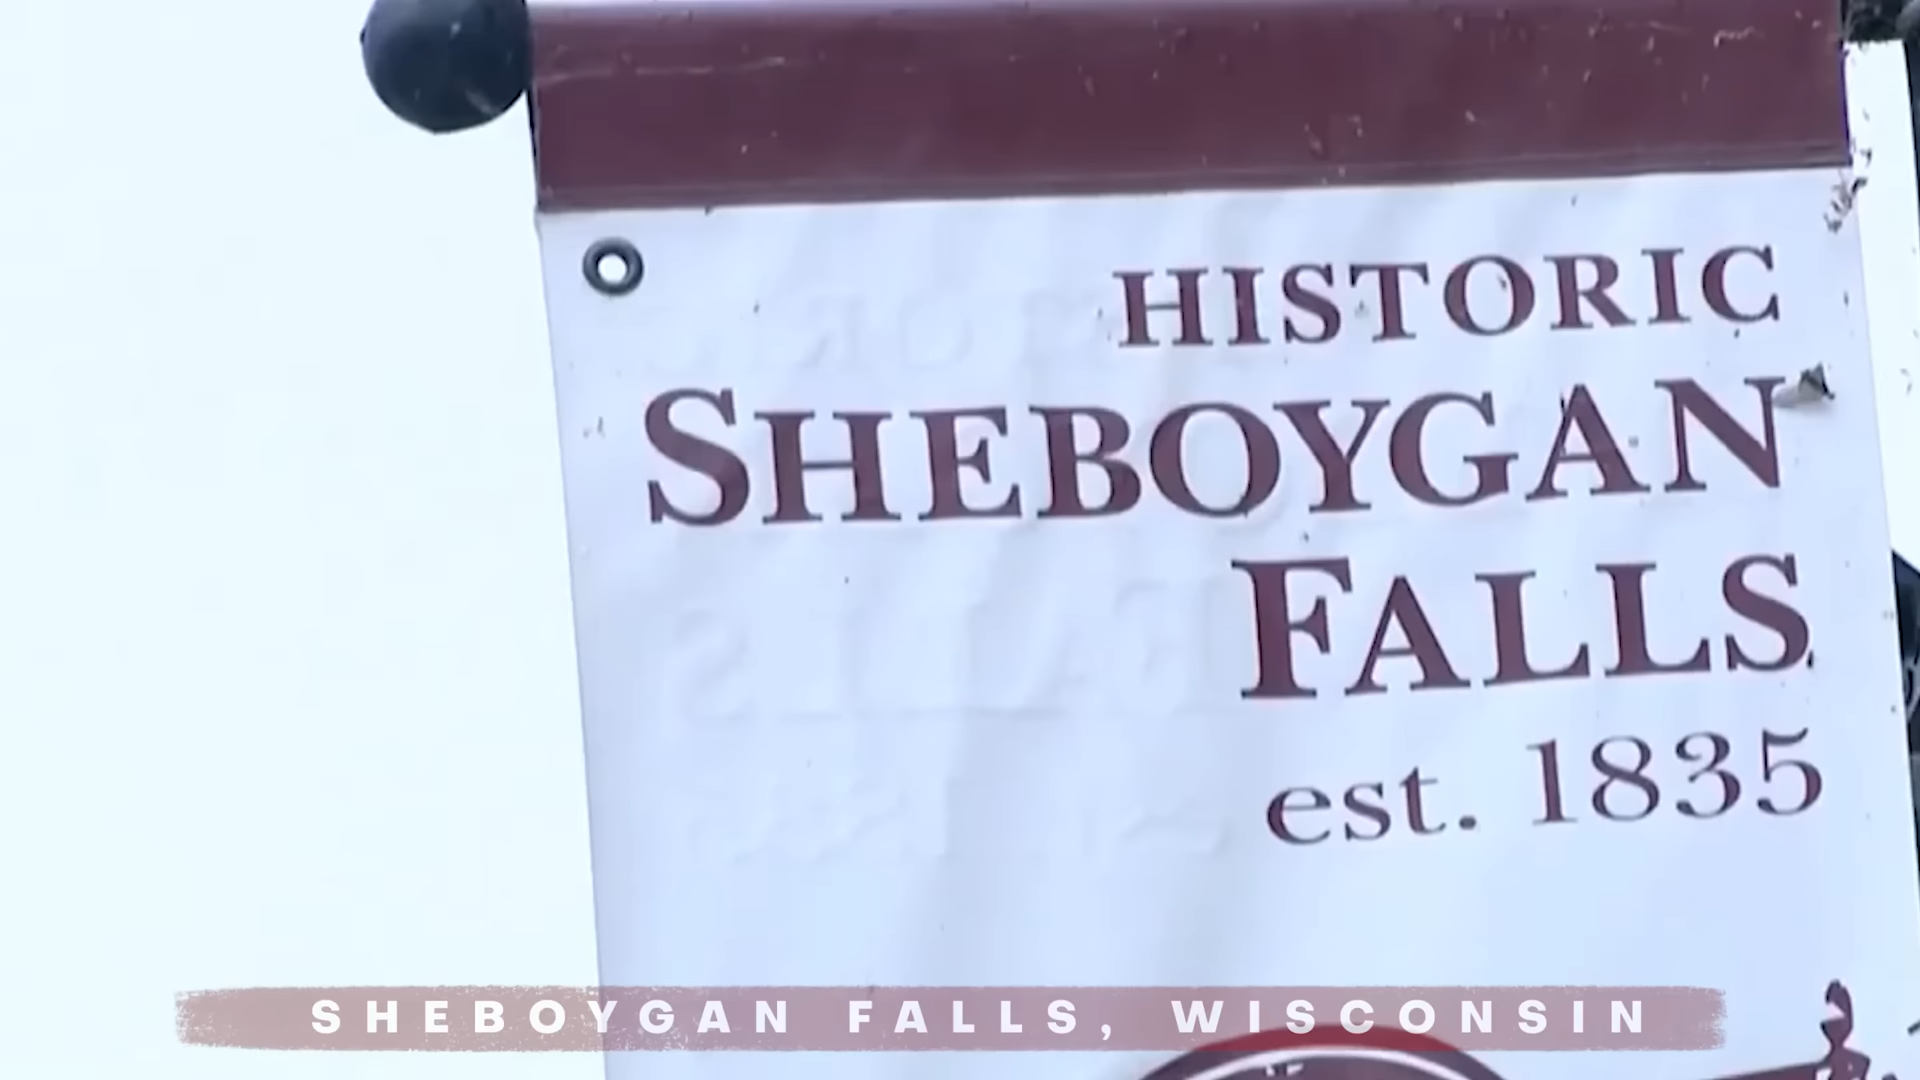 HISTORIC
SHEBOYGAN
FALLS
est. 1835
SHEBOYGAN FALLS, WISCONSIN